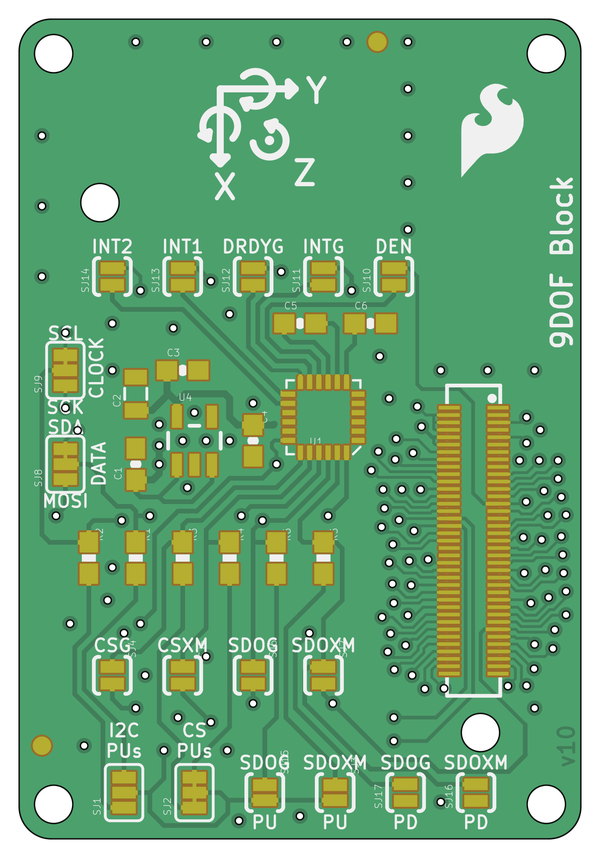 Y
X
Z
9DOF Block
INT2 INT1 DRDYG INTG DEN
SJ14 SJ13 SJ12 SJ11 SJ10
C5 C6
SCL
CLOCK
SJ9
SCK
C3
C2
U4
U1
SDA
DATA
SJ8
C1
MOSI
CSG CSXM SDOG SDOXM
I2C PUs
CS PUs
SJ1 SJ2
SDOG SDOXM SDOG SDOXM
SJ17 SJ16
PU PU PD PD
v10